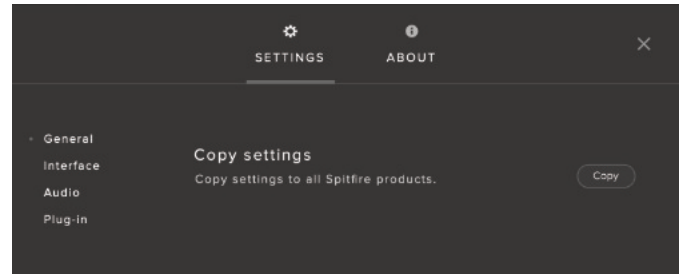 SETTINGS
ABOUT
General
Interface
Audio
Plug-in
Copy settings
Copy settings to all Spitfire products.
Copy